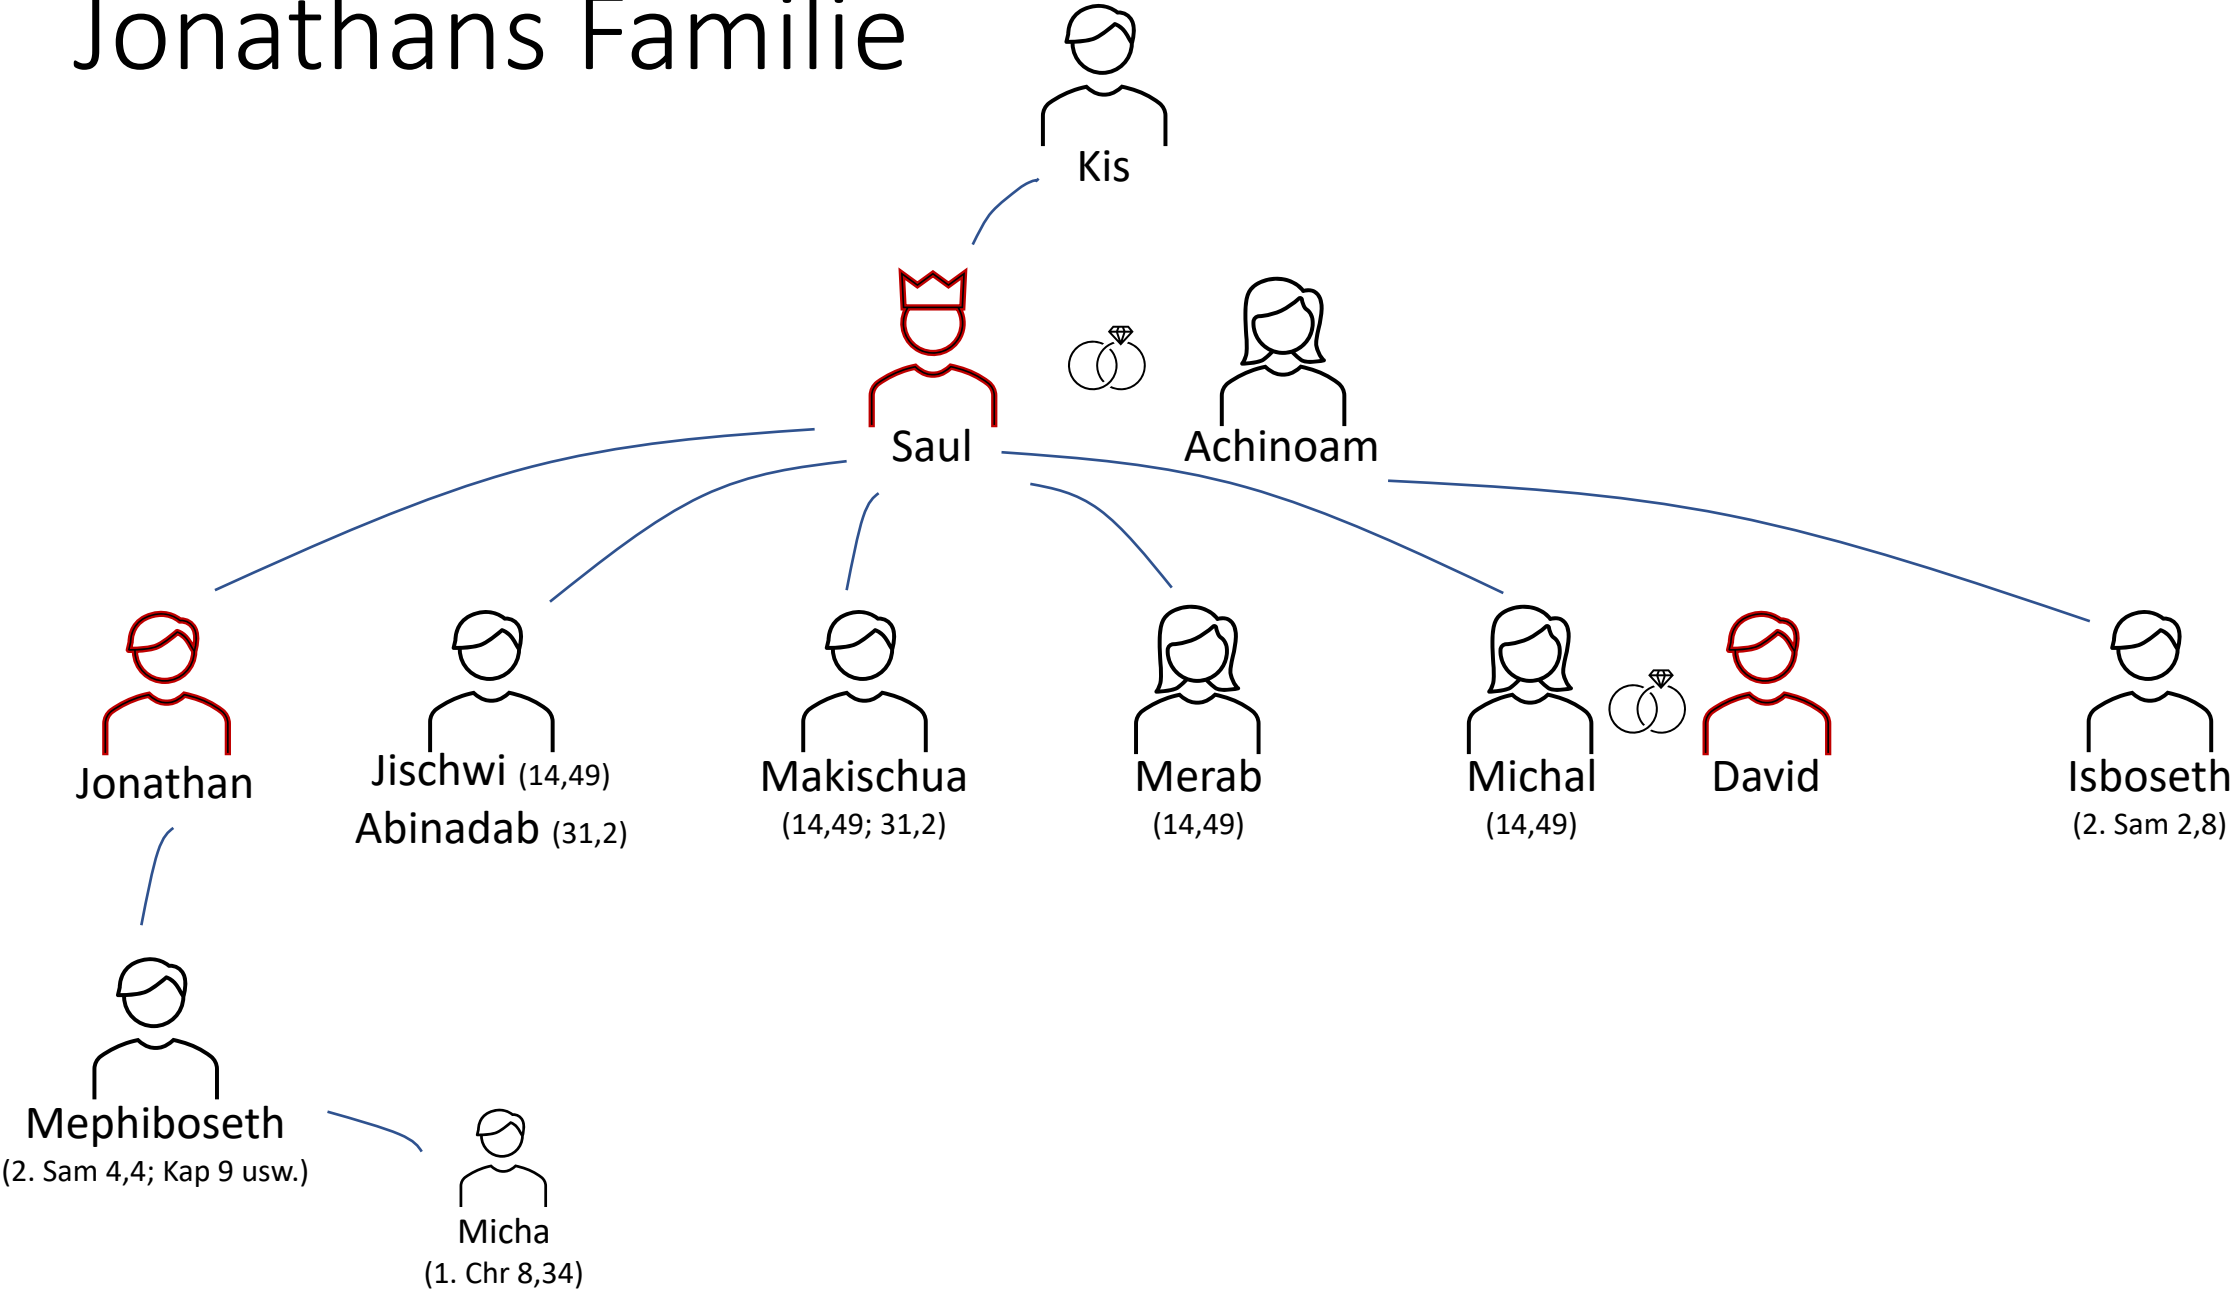 Jonathans Familie
Kis
Saul
Achinoam
Jonathan
Jischwi (14,49)
Abinadab (31,2)
Makischua
(14,49; 31,2)
Merab
(14,49)
Michal
(14,49)
David
Isboseth
(2. Sam 2,8)
Mephiboseth
(2. Sam 4,4; Kap 9 usw.)
Micha
(1. Chr 8,34)